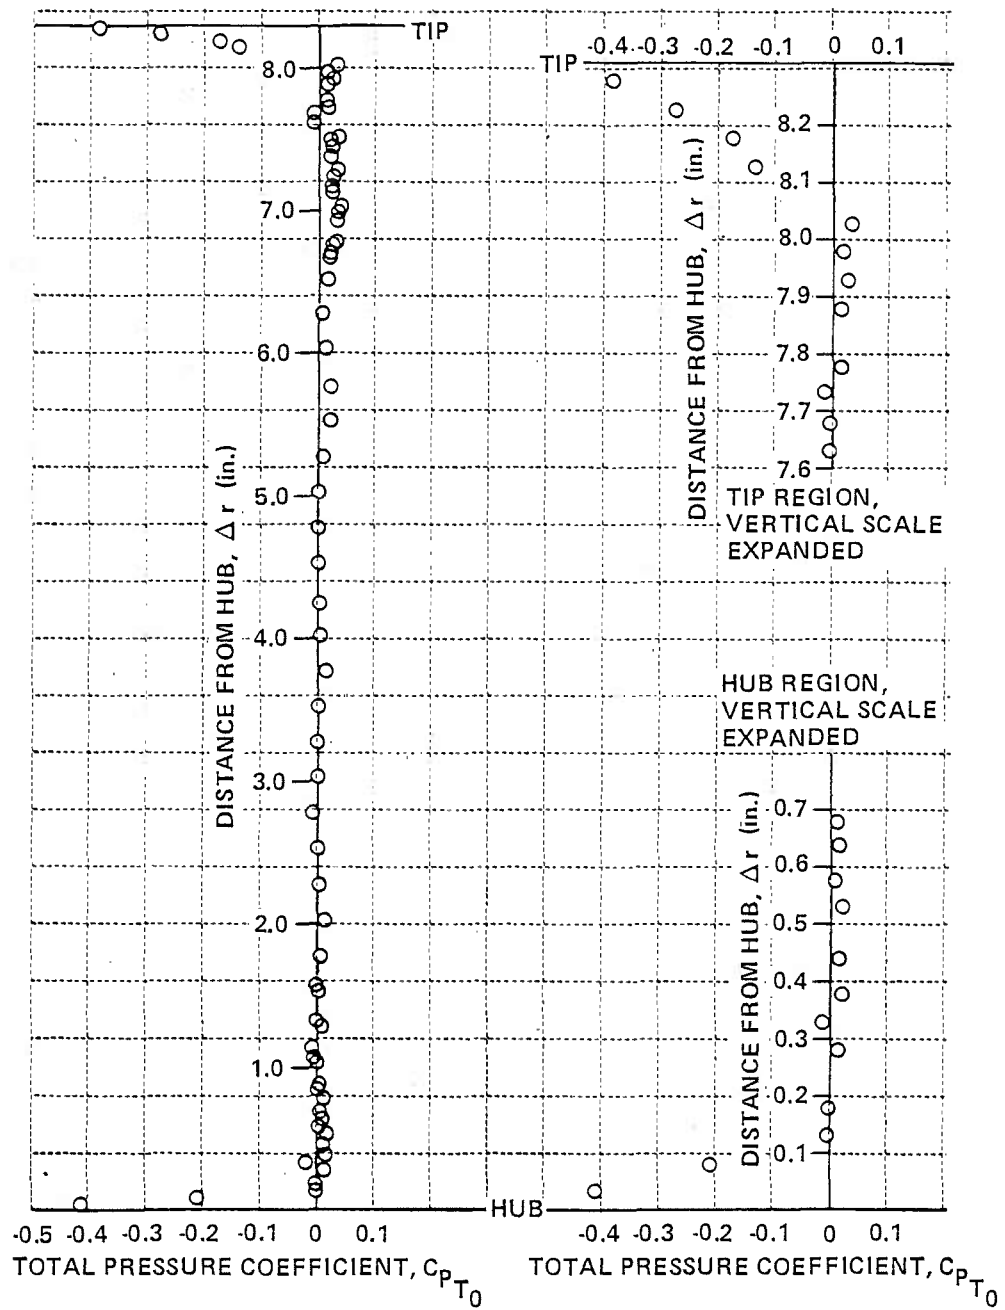 TIP
8.0
7.0
6.0
5.0
4.0
3.0
2.0
1.0
DISTANCE FROM HUB, Δr (in.)
-0.5 -0.4 -0.3 -0.2 -0.1 0 0.1
TOTAL PRESSURE COEFFICIENT, CPT0
HUB
-0.4 -0.3 -0.2 -0.1 0 0.1
TIP
8.2
8.1
8.0
7.9
7.8
7.7
7.6
DISTANCE FROM HUB, Δr (in.)
TIP REGION,
VERTICAL SCALE
EXPANDED
HUB REGION,
VERTICAL SCALE
EXPANDED
0.7
0.6
0.5
0.4
0.3
0.2
0.1
DISTANCE FROM HUB, Δr (in.)
-0.4 -0.3 -0.2 -0.1 0 0.1
TOTAL PRESSURE COEFFICIENT, CPT0